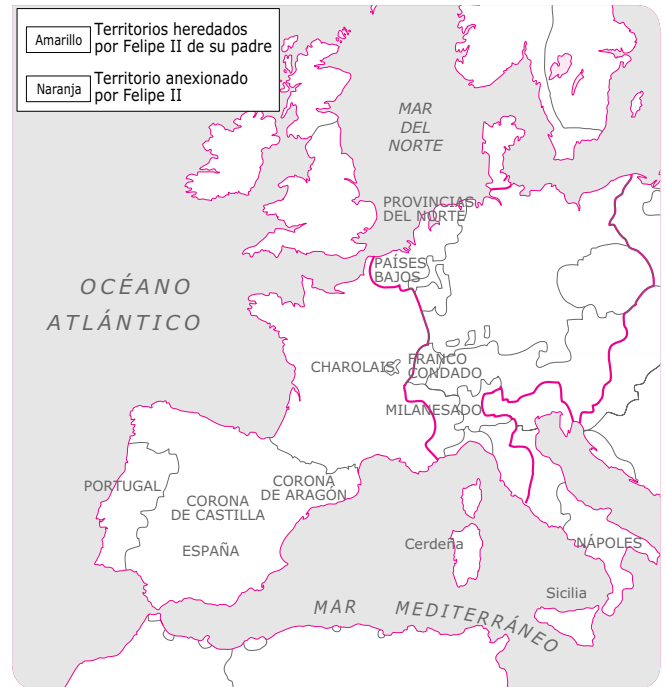 Amarillo
Territorios heredados
por Felipe II de su padre
Naranja
Territorio anexionado
por Felipe II
MAR
DEL
NORTE
PROVINCIAS
DEL NORTE
PAÍSES
BAJOS
OCÉANO
ATLÁNTICO
CHAROLAIS
FRANCO
CONDADO
MILANESADO
PORTUGAL
CORONA
DE ARAGÓN
CORONA
DE CASTILLA
ESPAÑA
Cerdeña
NÁPOLES
Sicilia
MAR MEDITERRÁNEO